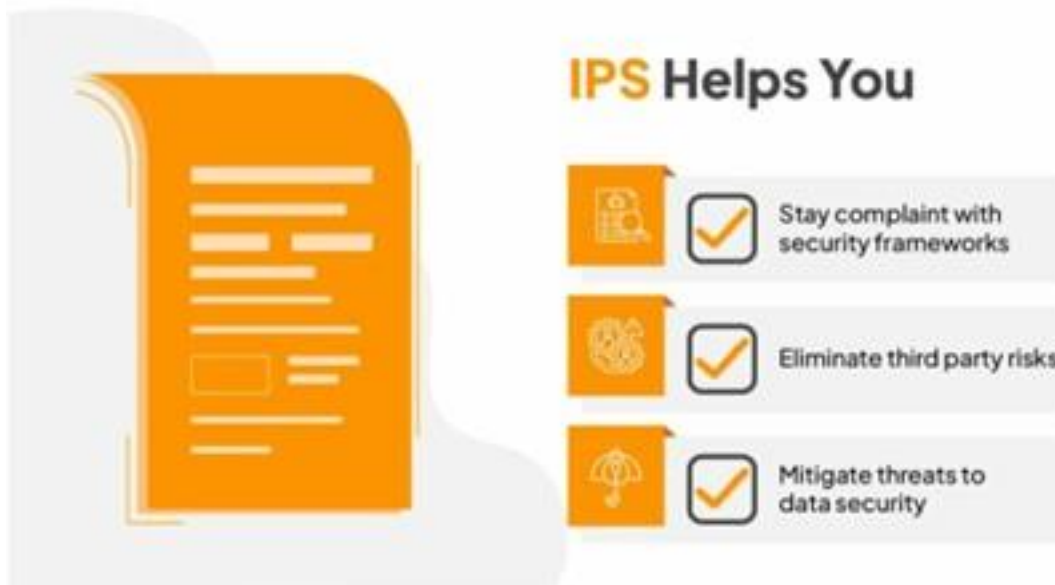 IPS Helps You
Stay complaint with
security frameworks
Eliminate third party risks
Mitigate threats to
data security